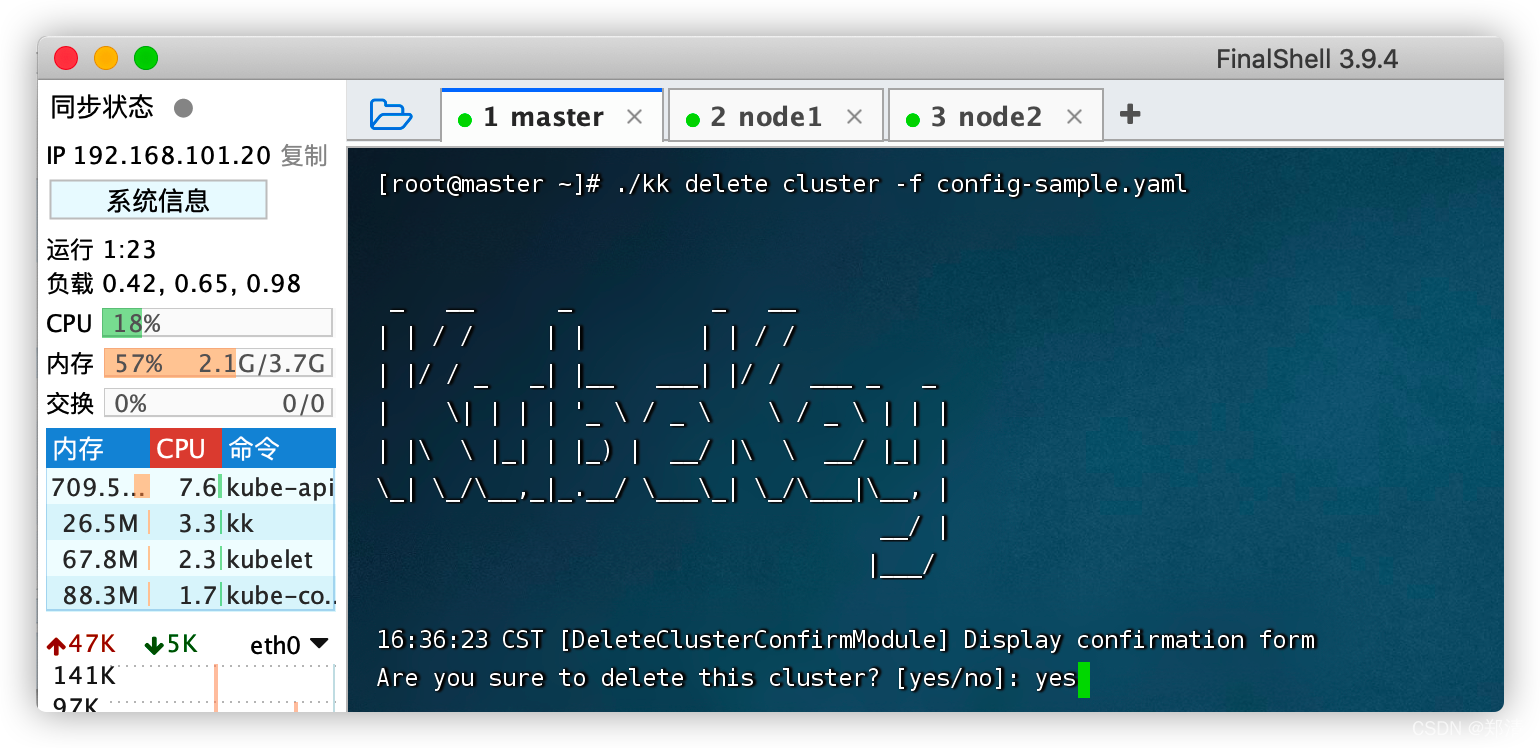 FinalShell 3.9.4
同步状态
IP 192.168.101.20 复制
系统信息
运行 1:23
负载 0.42, 0.65, 0.98
CPU 18%
内存 57% 2.1G/3.7G
交换 0% 0/0
内存 CPU 命令
709.5... 7.6 kube-api
26.5M 3.3 kk
67.8M 2.3 kubelet
88.3M 1.7 kube-co..
47K 5K eth0
141K
97K
1 master × 2 node1 × 3 node2 × +
[root@master ~]# ./kk delete cluster -f config-sample.yaml
 _   __      _          _   __
| | / /     | |        | | / /
| |/ / _   _| |__   ___| |/ /  ___ _   _
|    \| | | | '_ \ / _ \    \ / _ \ | | |
| |\  \ |_| | |_) |  __/ |\  \  __/ |_| |
\_| \_/\__,_|_.__/ \___\_| \_/\___|\__, |
                                    __/ |
                                   |___/
16:36:23 CST [DeleteClusterConfirmModule] Display confirmation form
Are you sure to delete this cluster? [yes/no]: yes
CSDN @郑